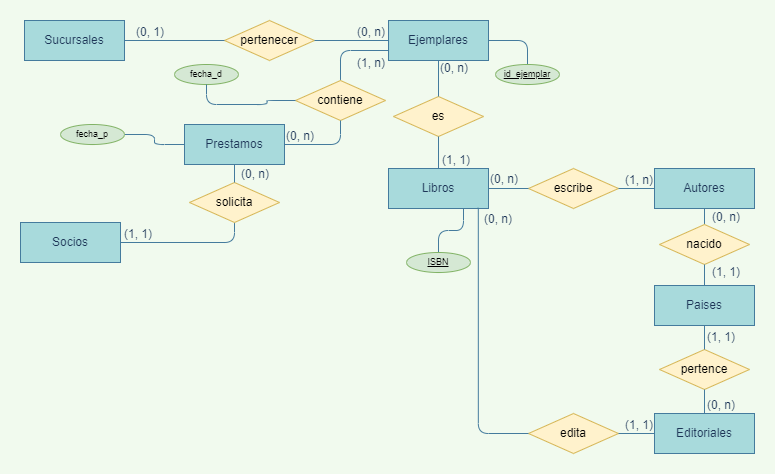 Sucursales
(0, 1)
pertenecer
(0, n)
Ejemplares
fecha_d
(1, n)
(0, n)
id_ejemplar
contiene
es
fecha_p
Prestamos
(0, n)
(1, 1)
(0, n)
Libros
(0, n)
escribe
(1, n)
Autores
solicita
(0, n)
(0, n)
Socios
(1, 1)
nacido
ISBN
(1, 1)
Paises
(1, 1)
pertence
(0, n)
edita
(1, 1)
Editoriales